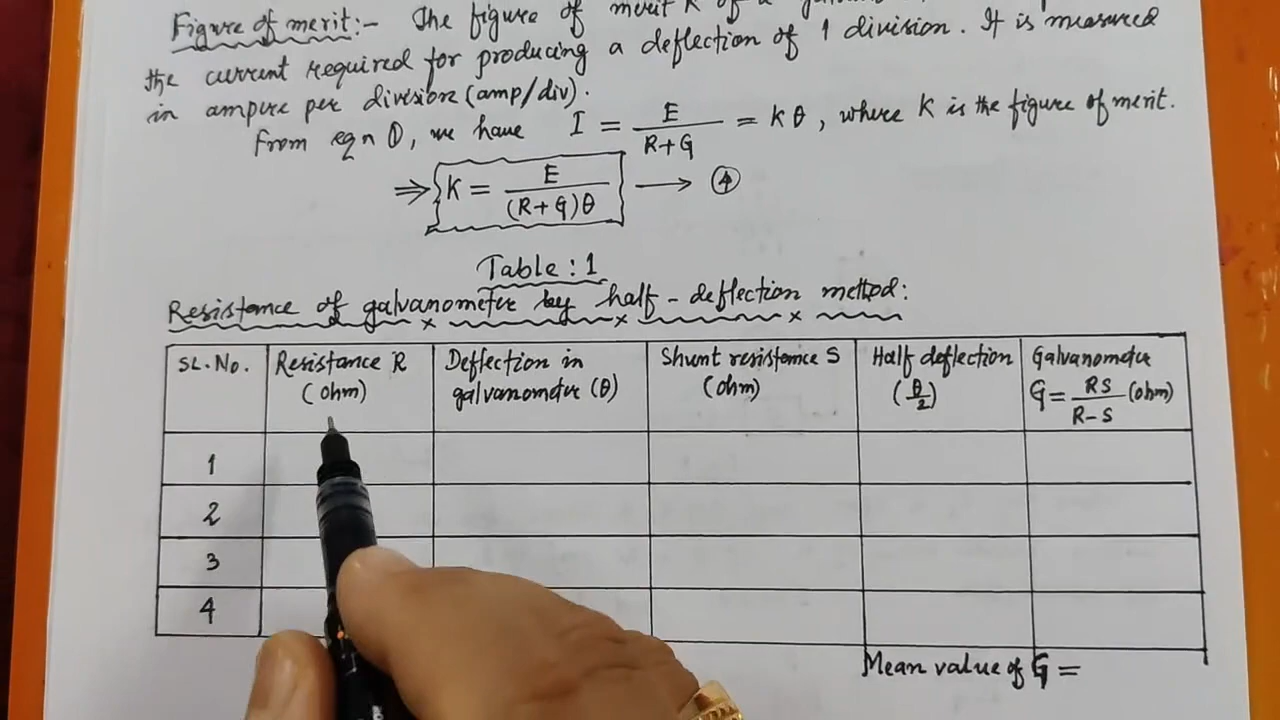 Figure of merit:- The figure of merit K of a
the current required for producing a deflection of 1 division. It is measured
in ampere per division (amp/div).
From eqn ①, we have I = E/(R+G) = Kθ, where K is the figure of merit.
⇒ K = E/((R+G)θ) → ④
Table : 1
Resistance of galvanometer by half-deflection method:
SL. No. | Resistance R (ohm) | Deflection in galvanometer (θ) | Shunt resistance S (ohm) | Half deflection (θ/2) | Galvanometer G = RS/(R-S) (ohm)
1
2
3
4
Mean value of G =